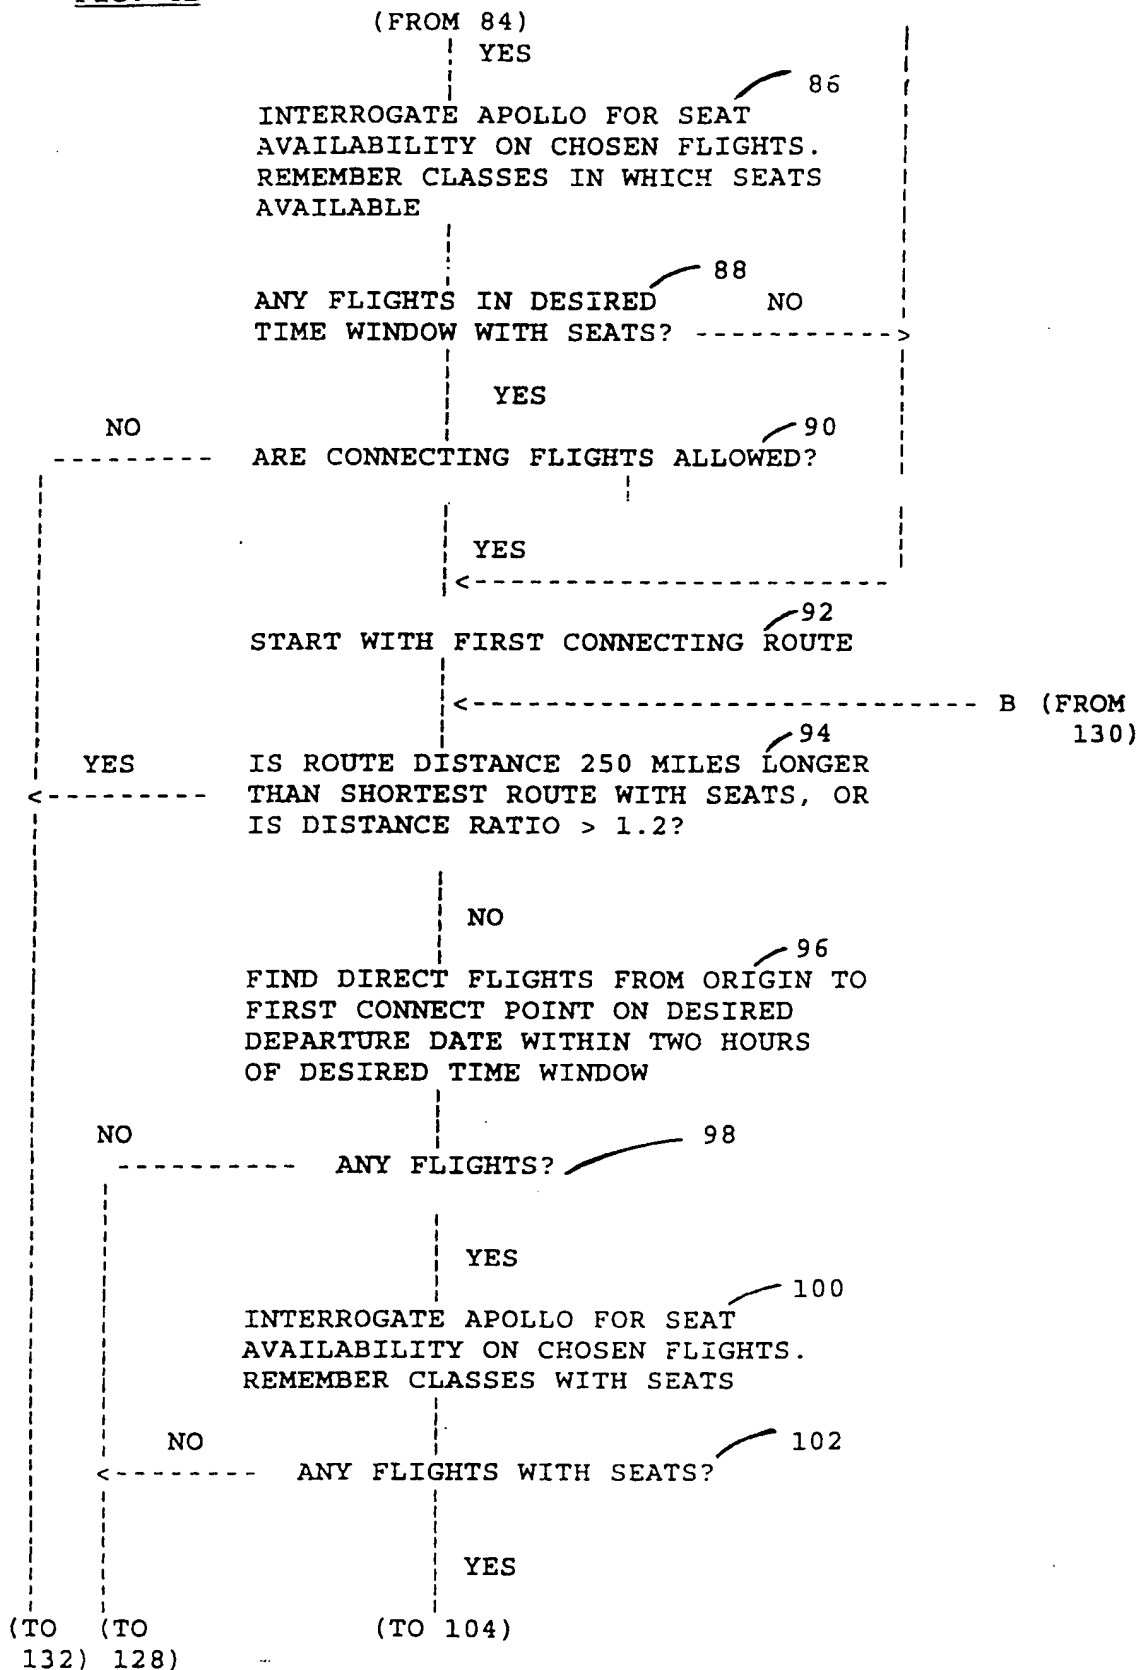 (FROM 84)
YES
86
INTERROGATE APOLLO FOR SEAT
AVAILABILITY ON CHOSEN FLIGHTS.
REMEMBER CLASSES IN WHICH SEATS
AVAILABLE
88
ANY FLIGHTS IN DESIRED NO
TIME WINDOW WITH SEATS?
YES
NO 90
ARE CONNECTING FLIGHTS ALLOWED?
YES
92
START WITH FIRST CONNECTING ROUTE
B (FROM
130)
94
YES IS ROUTE DISTANCE 250 MILES LONGER
THAN SHORTEST ROUTE WITH SEATS, OR
IS DISTANCE RATIO > 1.2?
NO
96
FIND DIRECT FLIGHTS FROM ORIGIN TO
FIRST CONNECT POINT ON DESIRED
DEPARTURE DATE WITHIN TWO HOURS
OF DESIRED TIME WINDOW
NO 98
ANY FLIGHTS?
YES
100
INTERROGATE APOLLO FOR SEAT
AVAILABILITY ON CHOSEN FLIGHTS.
REMEMBER CLASSES WITH SEATS
NO 102
ANY FLIGHTS WITH SEATS?
YES
(TO (TO (TO 104)
132) 128)